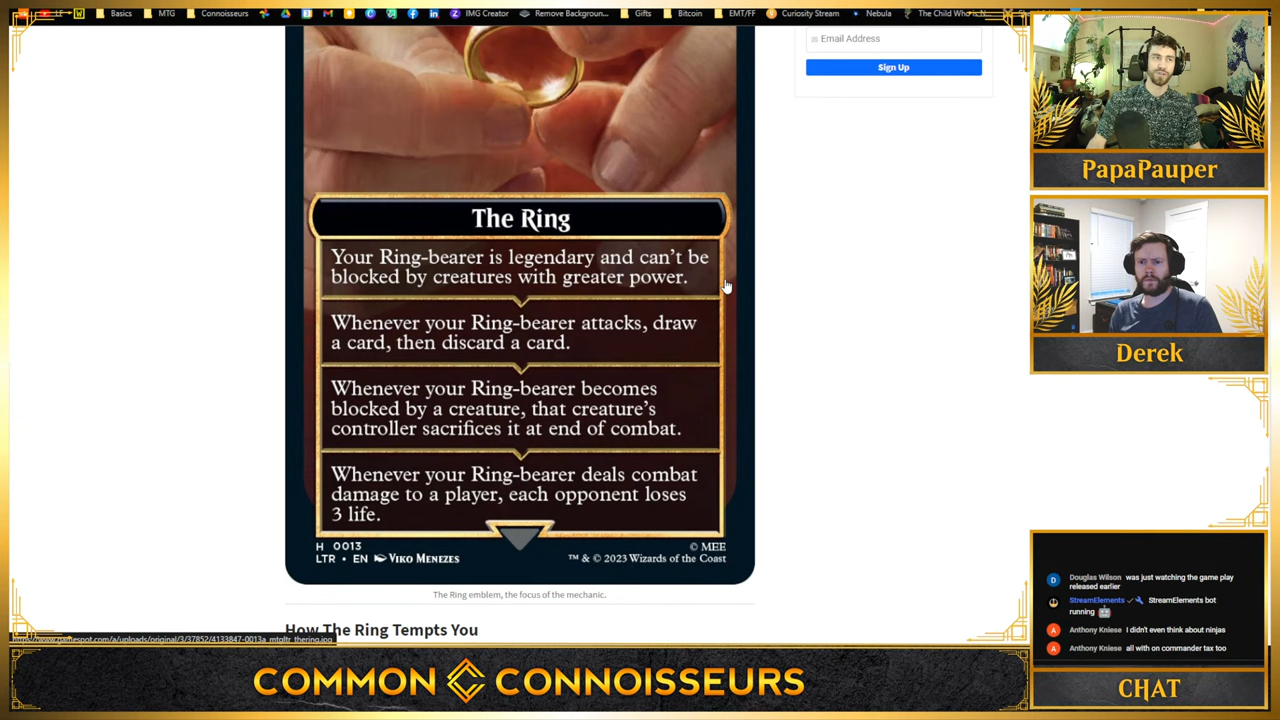 Basics
MTG
Connoisseurs
IMG Creator
Remove Backgroun...
Gifts
Bitcoin
EMT/FF
Curiosity Stream
Nebula
The Child Who is N
Email Address
Sign Up
PapaPauper
The Ring
Your Ring-bearer is legendary and can't be
blocked by creatures with greater power.
Whenever your Ring-bearer attacks, draw
a card, then discard a card.
Whenever your Ring-bearer becomes
blocked by a creature, that creature's
controller sacrifices it at end of combat.
Whenever your Ring-bearer deals combat
damage to a player, each opponent loses
3 life.
H 0013
LTR • EN VIKO MENEZES
© MEE
™ & © 2023 Wizards of the Coast
Derek
The Ring emblem, the focus of the mechanic.
How The Ring Tempts You
Douglas Wilson was just watching the game play
released earlier
StreamElements StreamElements bot
running
Anthony Kniese I didn't even think about ninjas
Anthony Kniese all with on commander tax too
COMMON CONNOISSEURS
CHAT